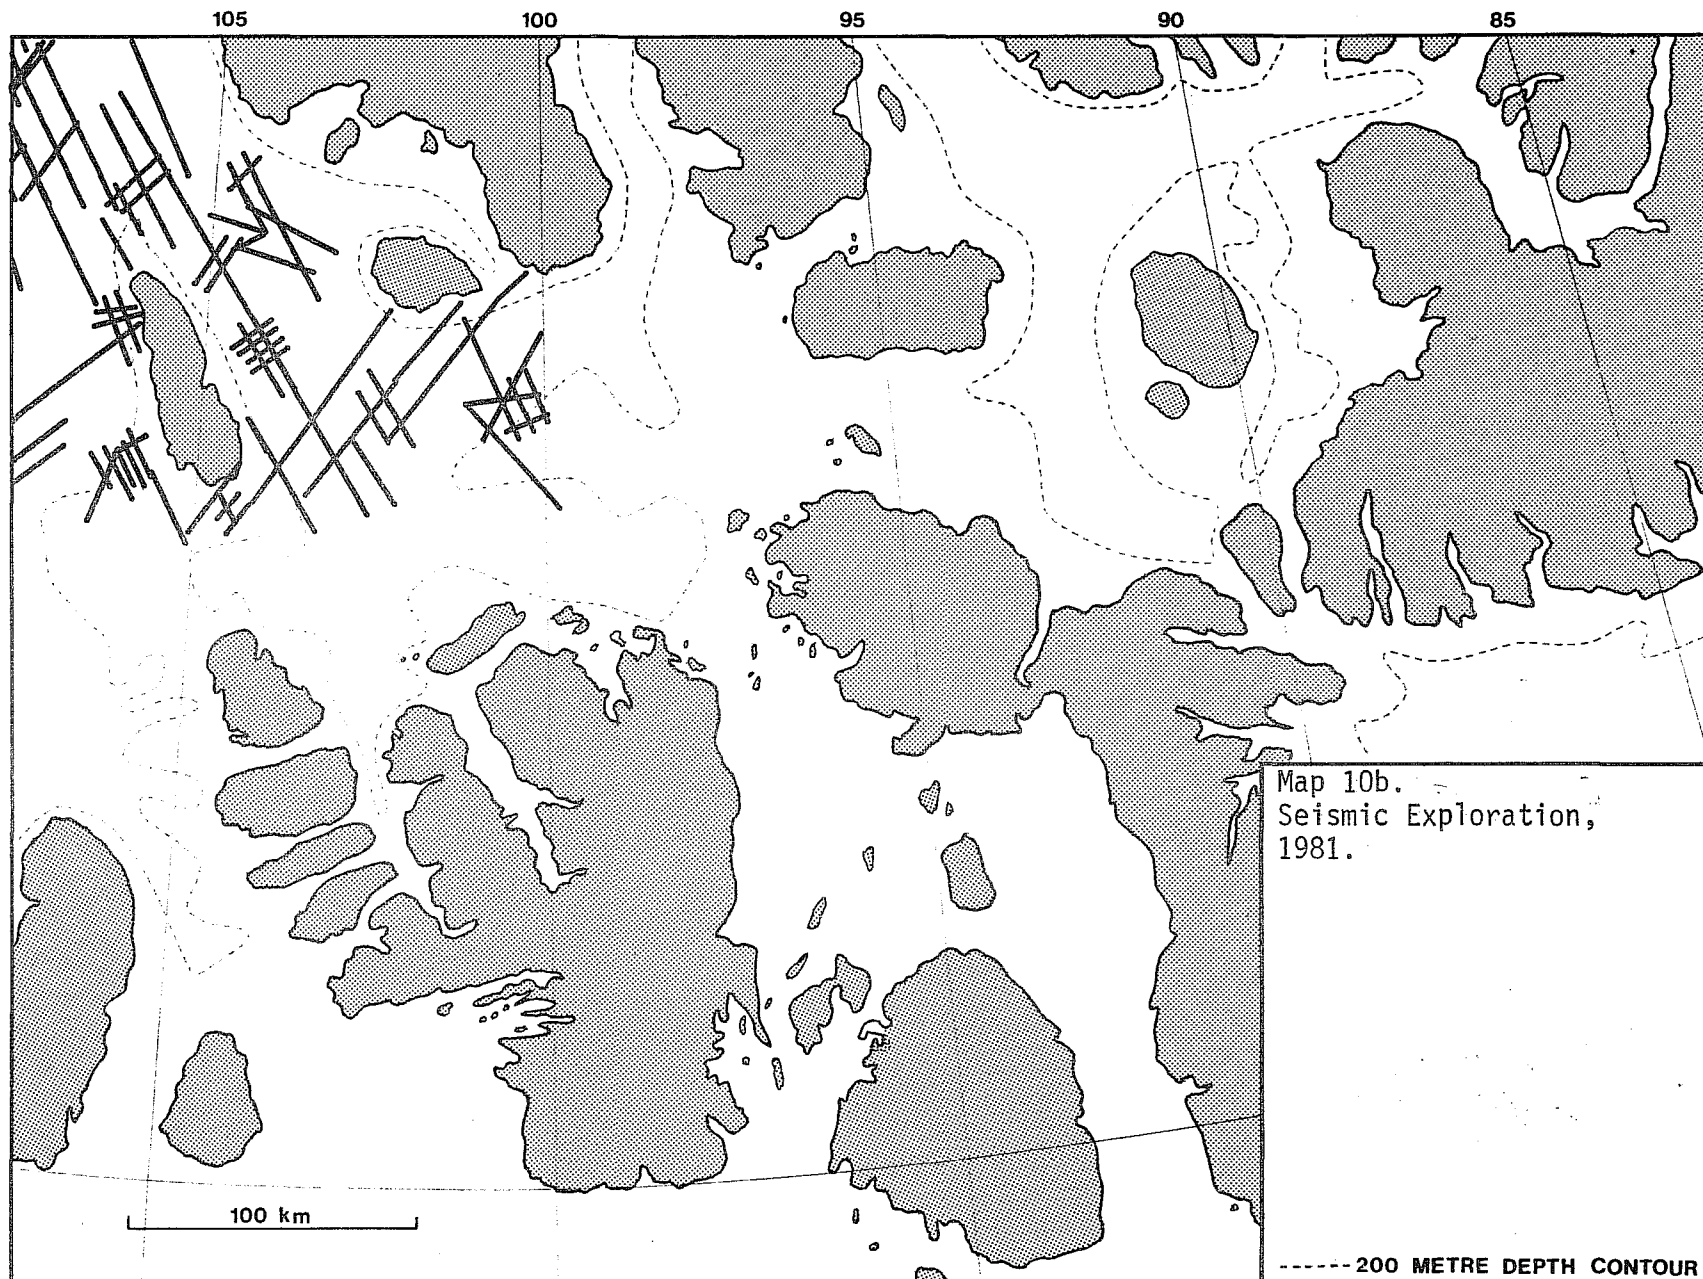 105 100 95 90 85
Map 10b.
Seismic Exploration,
1981.
100 km
200 METRE DEPTH CONTOUR